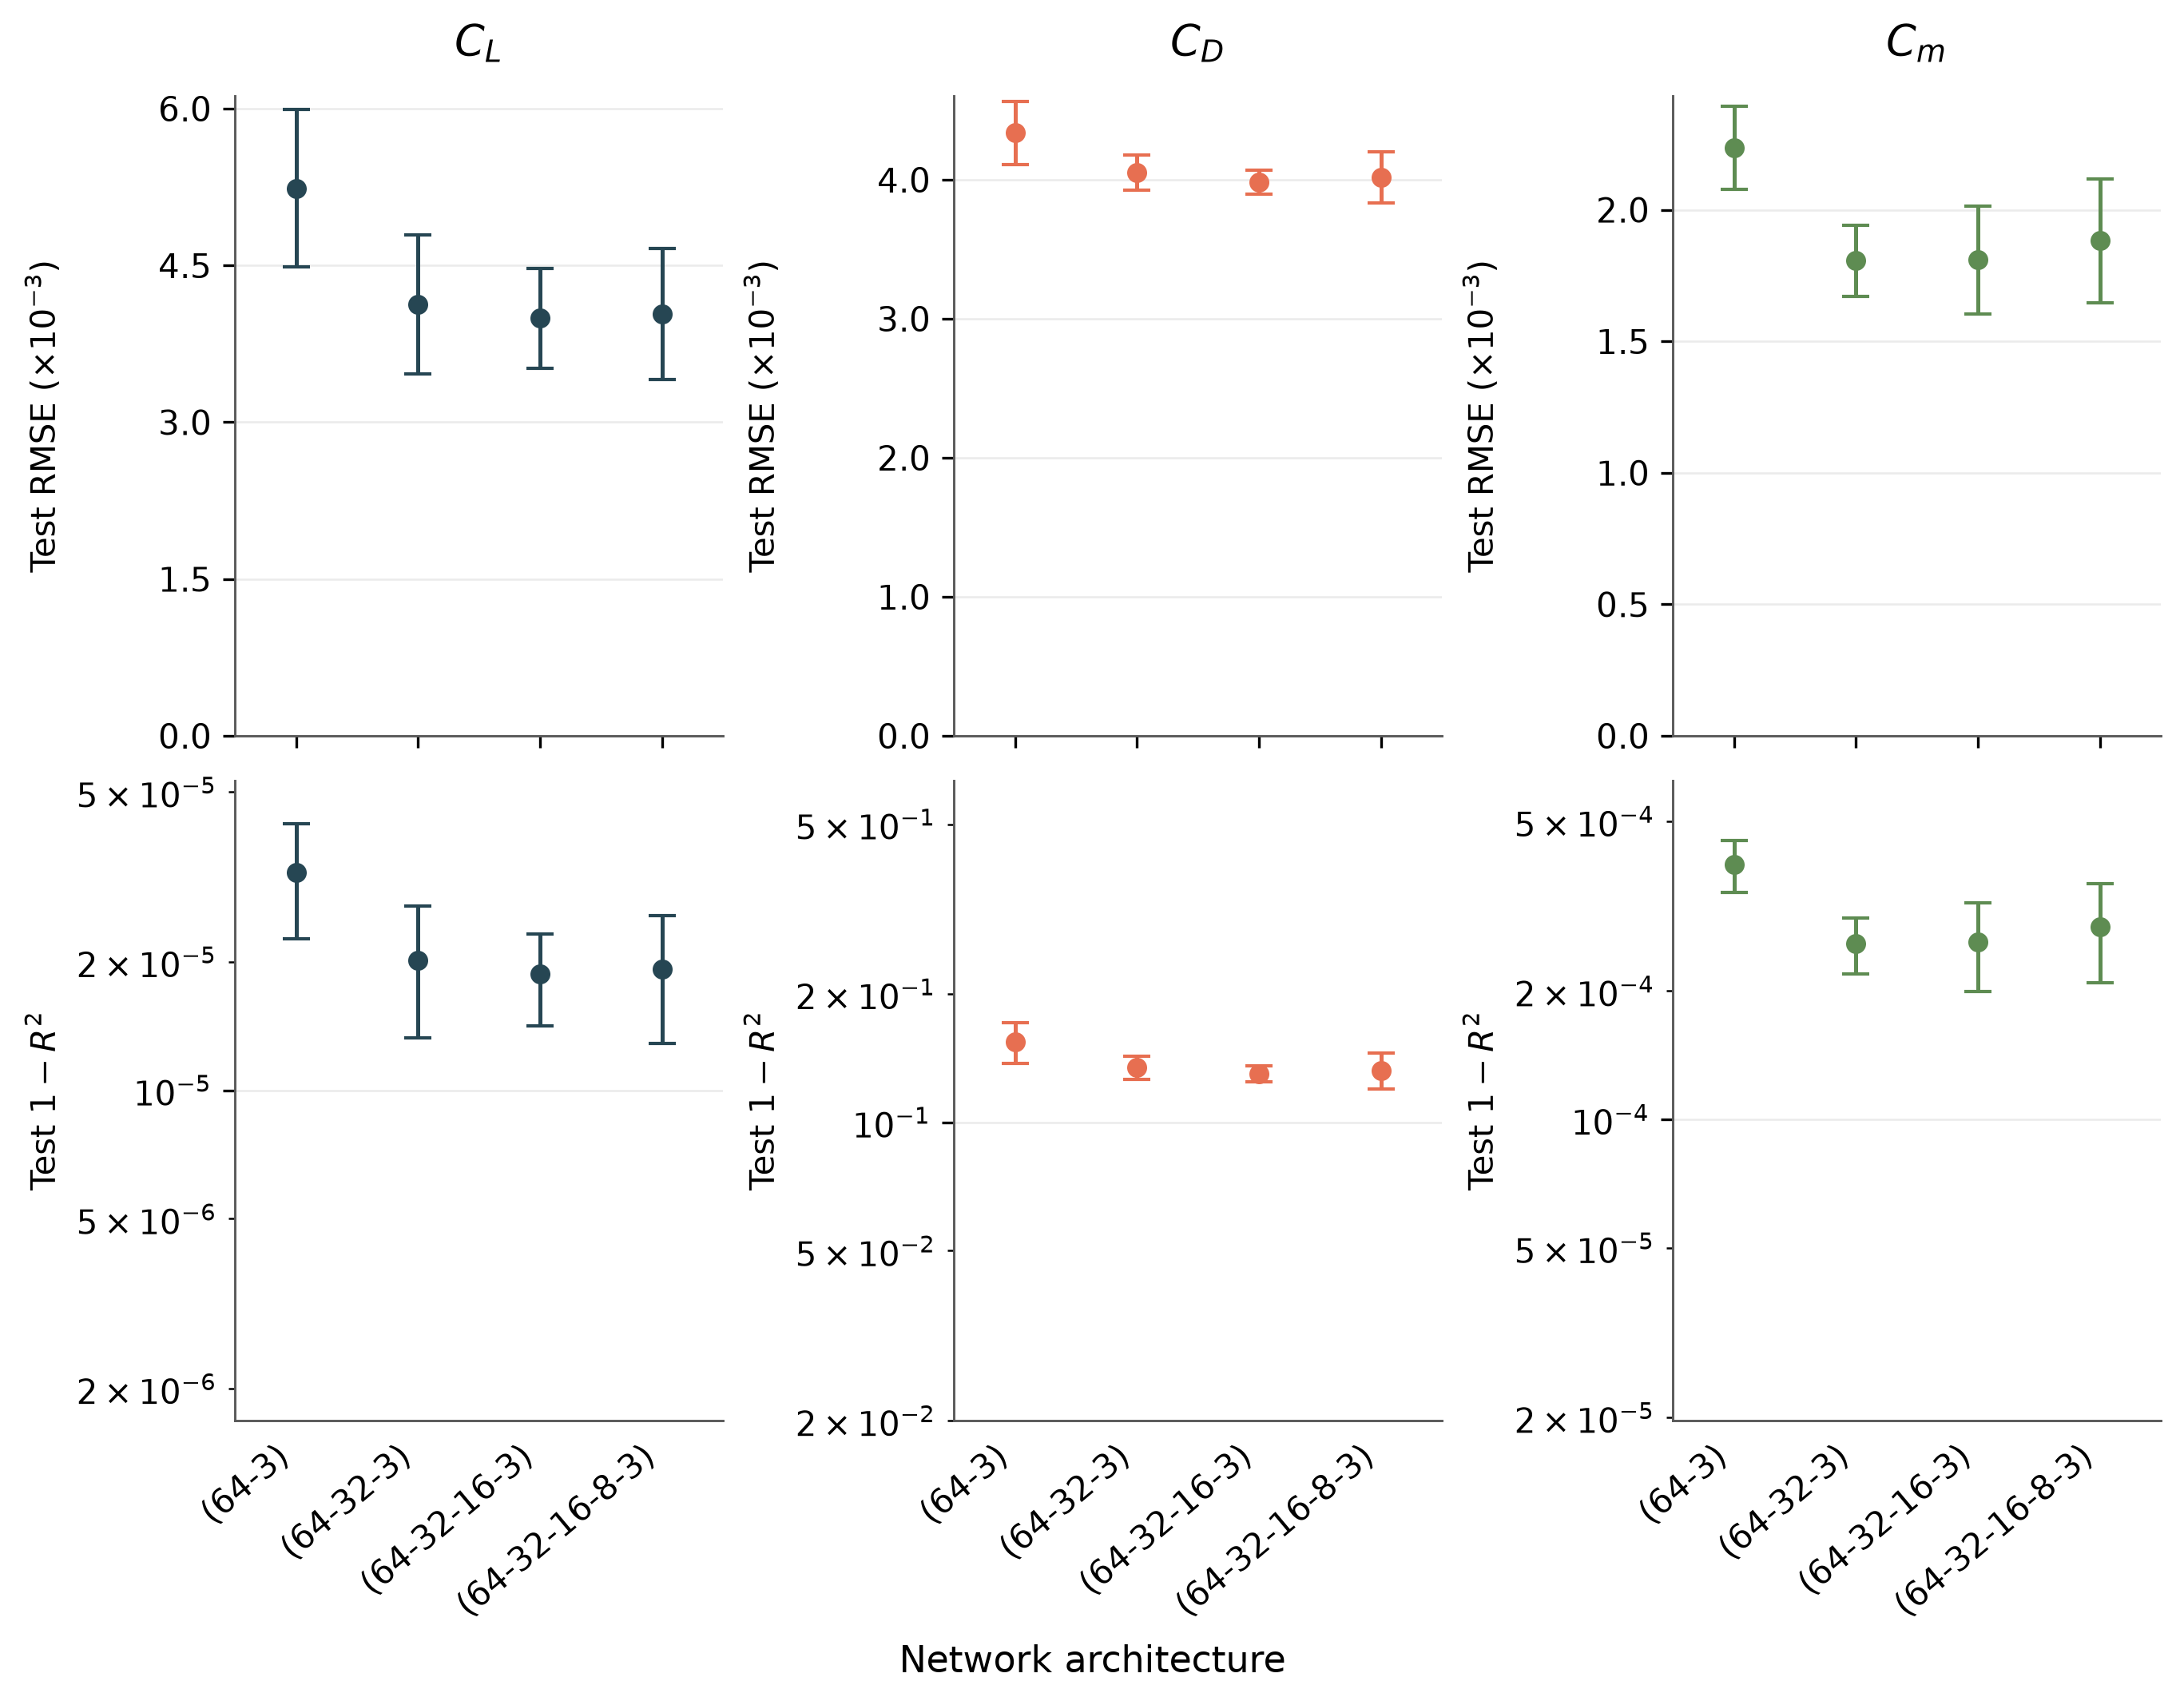 C_L
C_D
C_m
Test RMSE (×10⁻³)
6.0
4.5
3.0
1.5
0.0
Test RMSE (×10⁻³)
4.0
3.0
2.0
1.0
0.0
Test RMSE (×10⁻³)
2.0
1.5
1.0
0.5
0.0
Test 1 − R²
5 × 10⁻⁵
2 × 10⁻⁵
10⁻⁵
5 × 10⁻⁶
2 × 10⁻⁶
Test 1 − R²
5 × 10⁻¹
2 × 10⁻¹
10⁻¹
5 × 10⁻²
2 × 10⁻²
Test 1 − R²
5 × 10⁻⁴
2 × 10⁻⁴
10⁻⁴
5 × 10⁻⁵
2 × 10⁻⁵
(64-3)
(64-32-3)
(64-32-16-3)
(64-32-16-8-3)
(64-3)
(64-32-3)
(64-32-16-3)
(64-32-16-8-3)
(64-3)
(64-32-3)
(64-32-16-3)
(64-32-16-8-3)
Network architecture